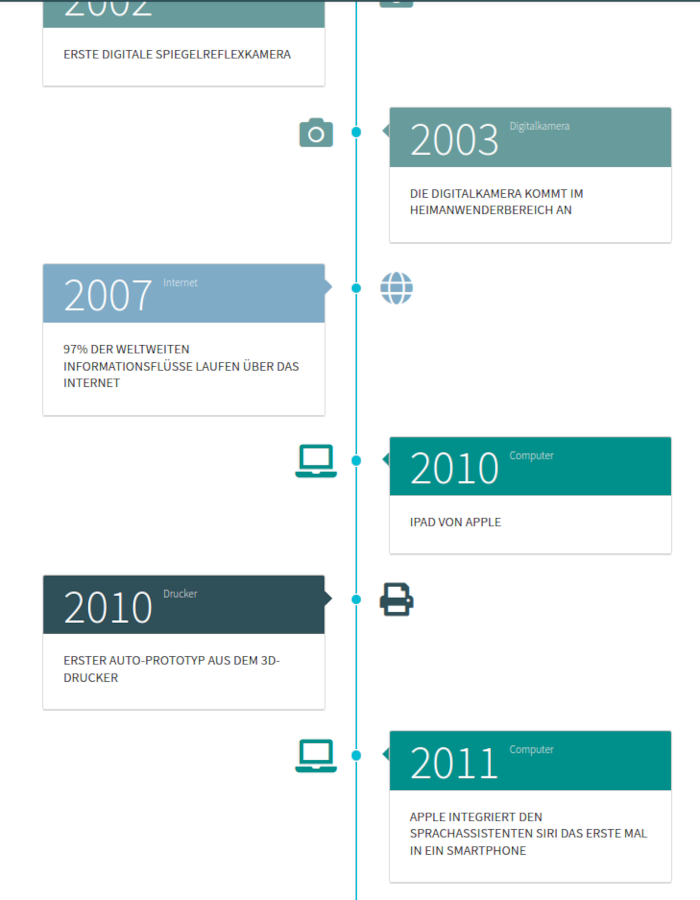 2002
ERSTE DIGITALE SPIEGELREFLEXKAMERA
2003 Digitalkamera
DIE DIGITALKAMERA KOMMT IM
HEIMANWENDERBEREICH AN
2007 Internet
97% DER WELTWEITEN
INFORMATIONSFLÜSSE LAUFEN ÜBER DAS
INTERNET
2010 Computer
IPAD VON APPLE
2010 Drucker
ERSTER AUTO-PROTOTYP AUS DEM 3D-
DRUCKER
2011 Computer
APPLE INTEGRIERT DEN
SPRACHASSISTENTEN SIRI DAS ERSTE MAL
IN EIN SMARTPHONE